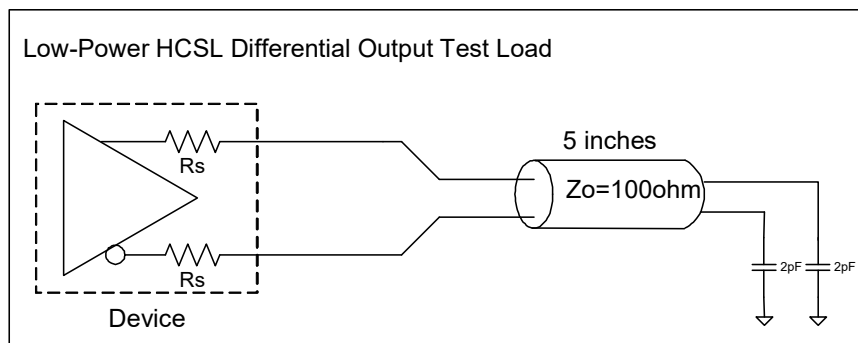 Low-Power HCSL Differential Output Test Load
Rs
5 inches
Zo=100ohm
Rs
2pF 2pF
Device